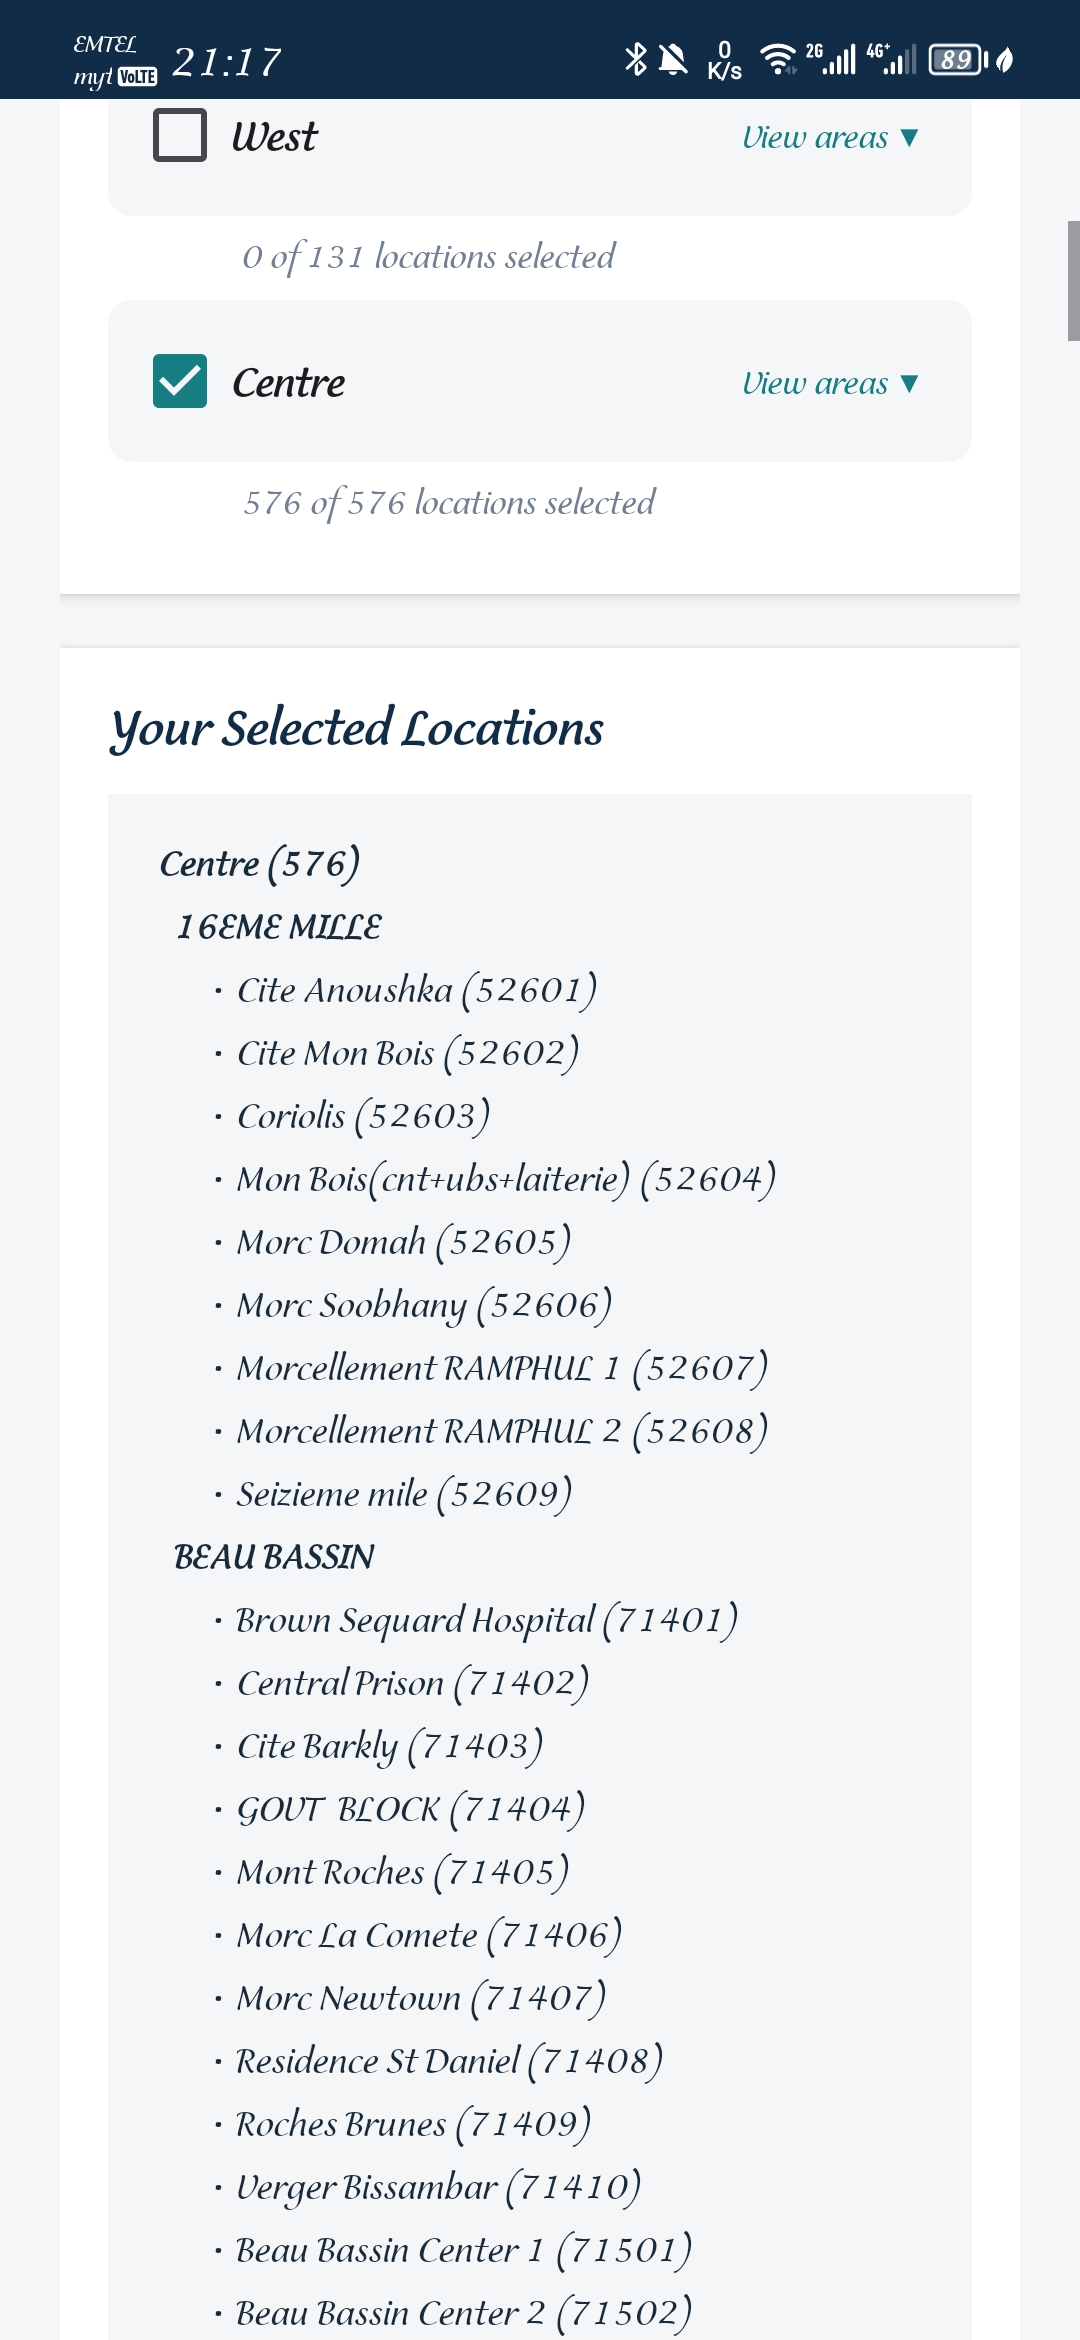 EMTEL
myt VoLTE 21:17 0 K/s 2G 4G+ 89
West View areas ▼
0 of 131 locations selected
Centre View areas ▼
576 of 576 locations selected
Your Selected Locations
Centre (576)
16EME MILLE
• Cite Anoushka (52601)
• Cite Mon Bois (52602)
• Coriolis (52603)
• Mon Bois(cnt+ubs+laiterie) (52604)
• Morc Domah (52605)
• Morc Soobhany (52606)
• Morcellement RAMPHUL 1 (52607)
• Morcellement RAMPHUL 2 (52608)
• Seizieme mile (52609)
BEAU BASSIN
• Brown Sequard Hospital (71401)
• Central Prison (71402)
• Cite Barkly (71403)
• GOVT BLOCK (71404)
• Mont Roches (71405)
• Morc La Comete (71406)
• Morc Newtown (71407)
• Residence St Daniel (71408)
• Roches Brunes (71409)
• Verger Bissambar (71410)
• Beau Bassin Center 1 (71501)
• Beau Bassin Center 2 (71502)